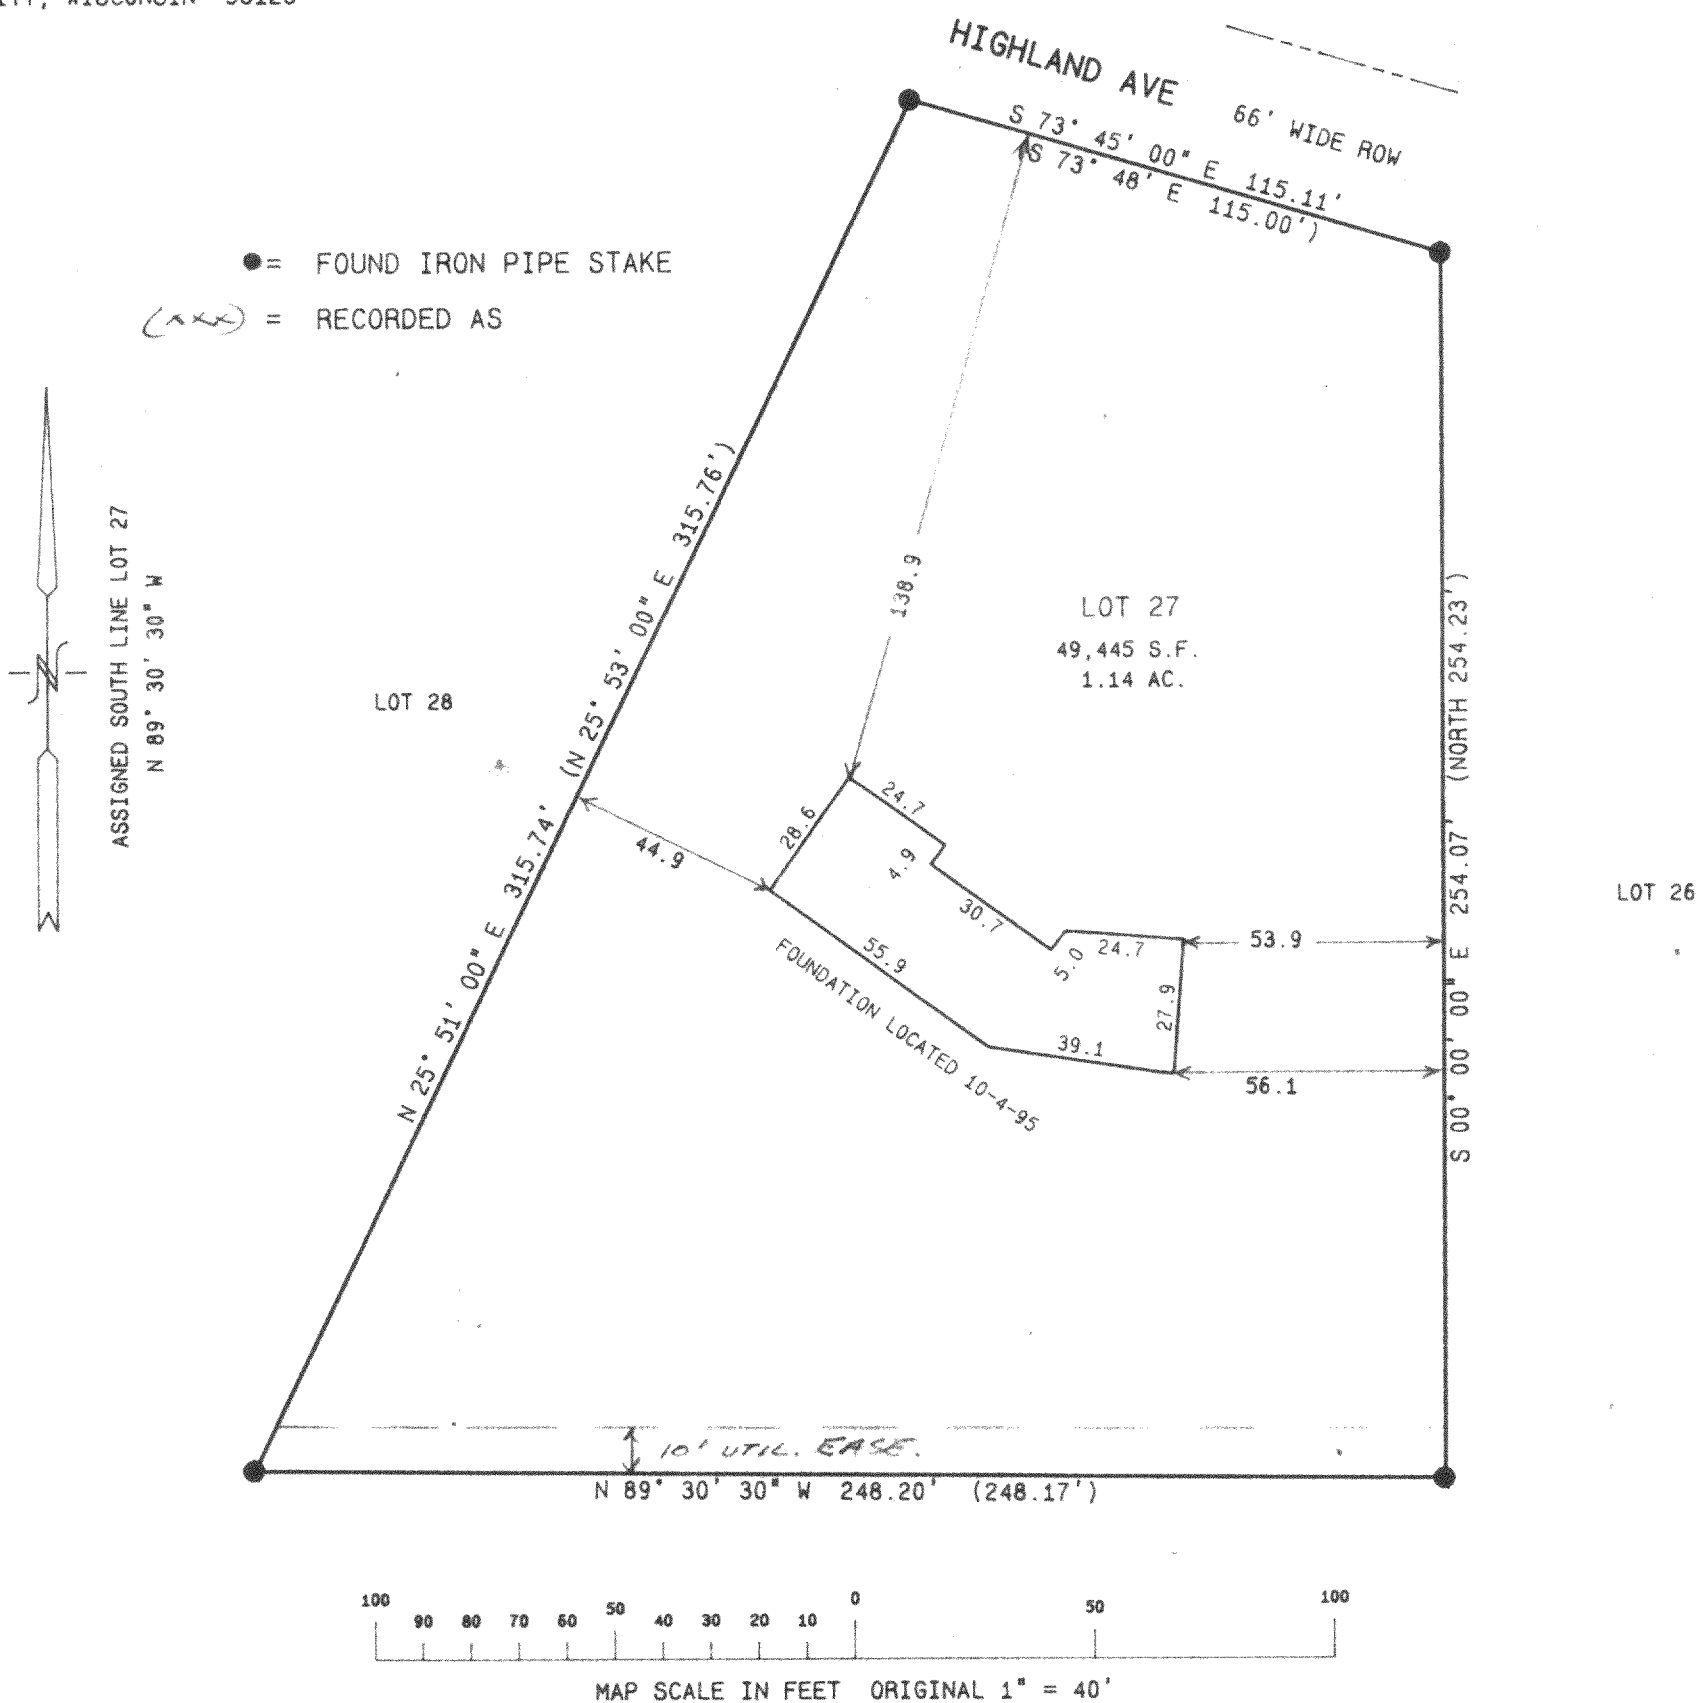 WISCONSIN
HIGHLAND AVE
66' WIDE ROW
S 73° 45' 00" E 115.11'
S 73° 48' E 115.00')
●= FOUND IRON PIPE STAKE
(xxx) = RECORDED AS
ASSIGNED SOUTH LINE LOT 27
N 89° 30' 30" W
N
LOT 28
N 25° 51' 00" E 315.74' (N 25° 53' 00" E 315.76')
138.9
LOT 27
49,445 S.F.
1.14 AC.
S 00° 00' 00" E 254.07' (NORTH 254.23')
LOT 26
44.9
28.6
24.7
4.9
30.7
5.0
24.7
53.9
27.9
55.9
39.1
56.1
FOUNDATION LOCATED 10-4-95
10' UTIL. EASE.
N 89° 30' 30" W 248.20' (248.17')
100 90 80 70 60 50 40 30 20 10 0 50 100
MAP SCALE IN FEET ORIGINAL 1" = 40'